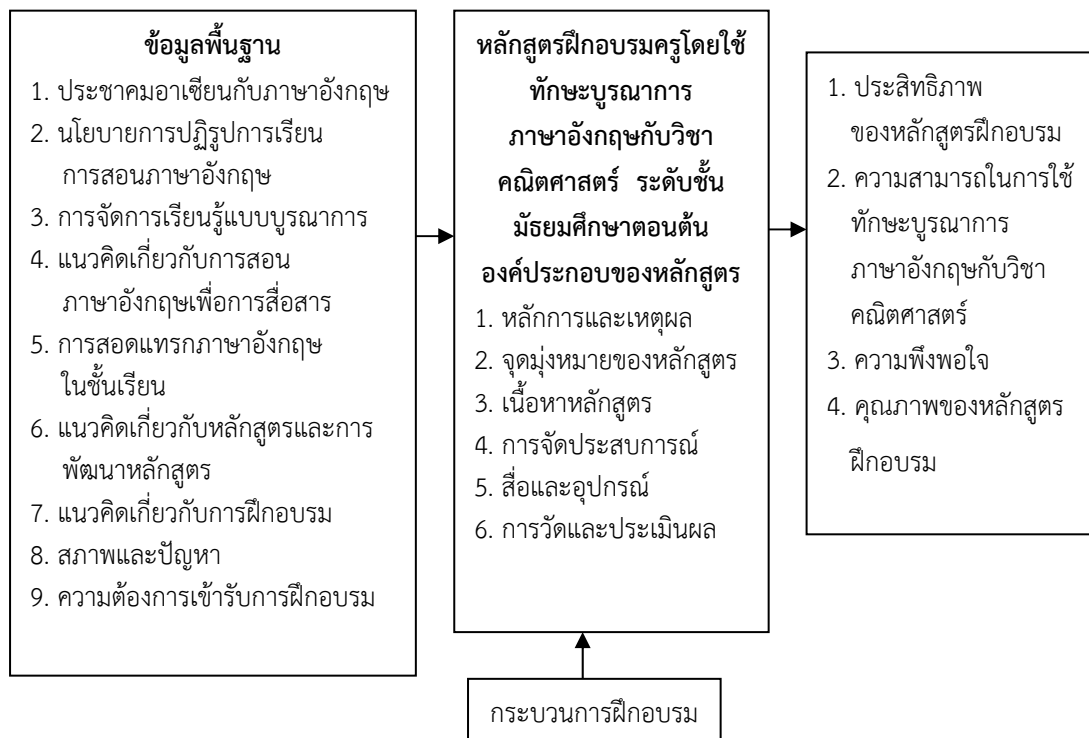 ข้อมูลพื้นฐาน
1. ประชาคมอาเซียนกับภาษาอังกฤษ
2. นโยบายการปฏิรูปการเรียน
การสอนภาษาอังกฤษ
3. การจัดการเรียนรู้แบบบูรณาการ
4. แนวคิดเกี่ยวกับการสอน
ภาษาอังกฤษเพื่อการสื่อสาร
5. การสอดแทรกภาษาอังกฤษ
ในชั้นเรียน
6. แนวคิดเกี่ยวกับหลักสูตรและการ
พัฒนาหลักสูตร
7. แนวคิดเกี่ยวกับการฝึกอบรม
8. สภาพและปัญหา
9. ความต้องการเข้ารับการฝึกอบรม
หลักสูตรฝึกอบรมครูโดยใช้
ทักษะบูรณาการ
ภาษาอังกฤษกับวิชา
คณิตศาสตร์ ระดับชั้น
มัธยมศึกษาตอนต้น
องค์ประกอบของหลักสูตร
1. หลักการและเหตุผล
2. จุดมุ่งหมายของหลักสูตร
3. เนื้อหาหลักสูตร
4. การจัดประสบการณ์
5. สื่อและอุปกรณ์
6. การวัดและประเมินผล
1. ประสิทธิภาพ
ของหลักสูตรฝึกอบรม
2. ความสามารถในการใช้
ทักษะบูรณาการ
ภาษาอังกฤษกับวิชา
คณิตศาสตร์
3. ความพึงพอใจ
4. คุณภาพของหลักสูตร
ฝึกอบรม
กระบวนการฝึกอบรม